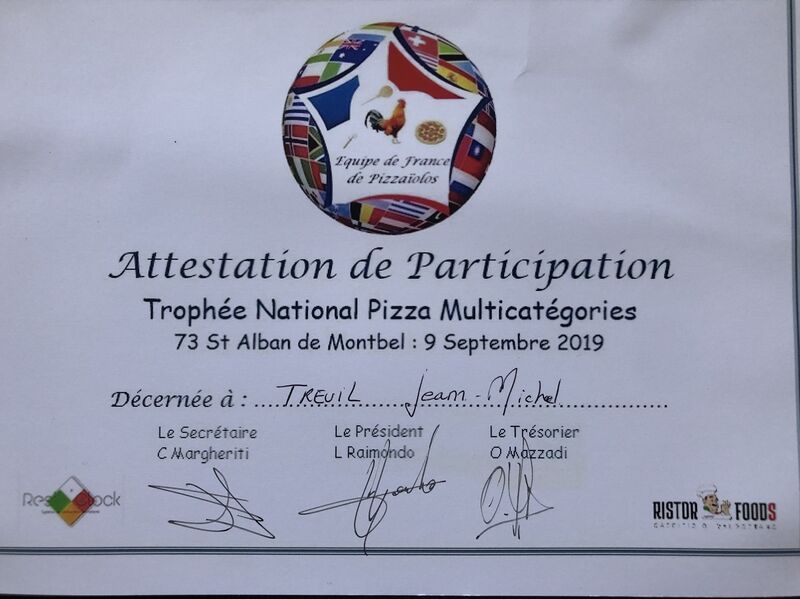 Equipe de France
de Pizzaïolos
Attestation de Participation
Trophée National Pizza Multicatégories
73 St Alban de Montbel : 9 Septembre 2019
Décernée à : TREUIL Jean-Michel
Le Secrétaire Le Président Le Trésorier
C Margheriti L Raimondo O Mazzadi
RISTOR FOODS